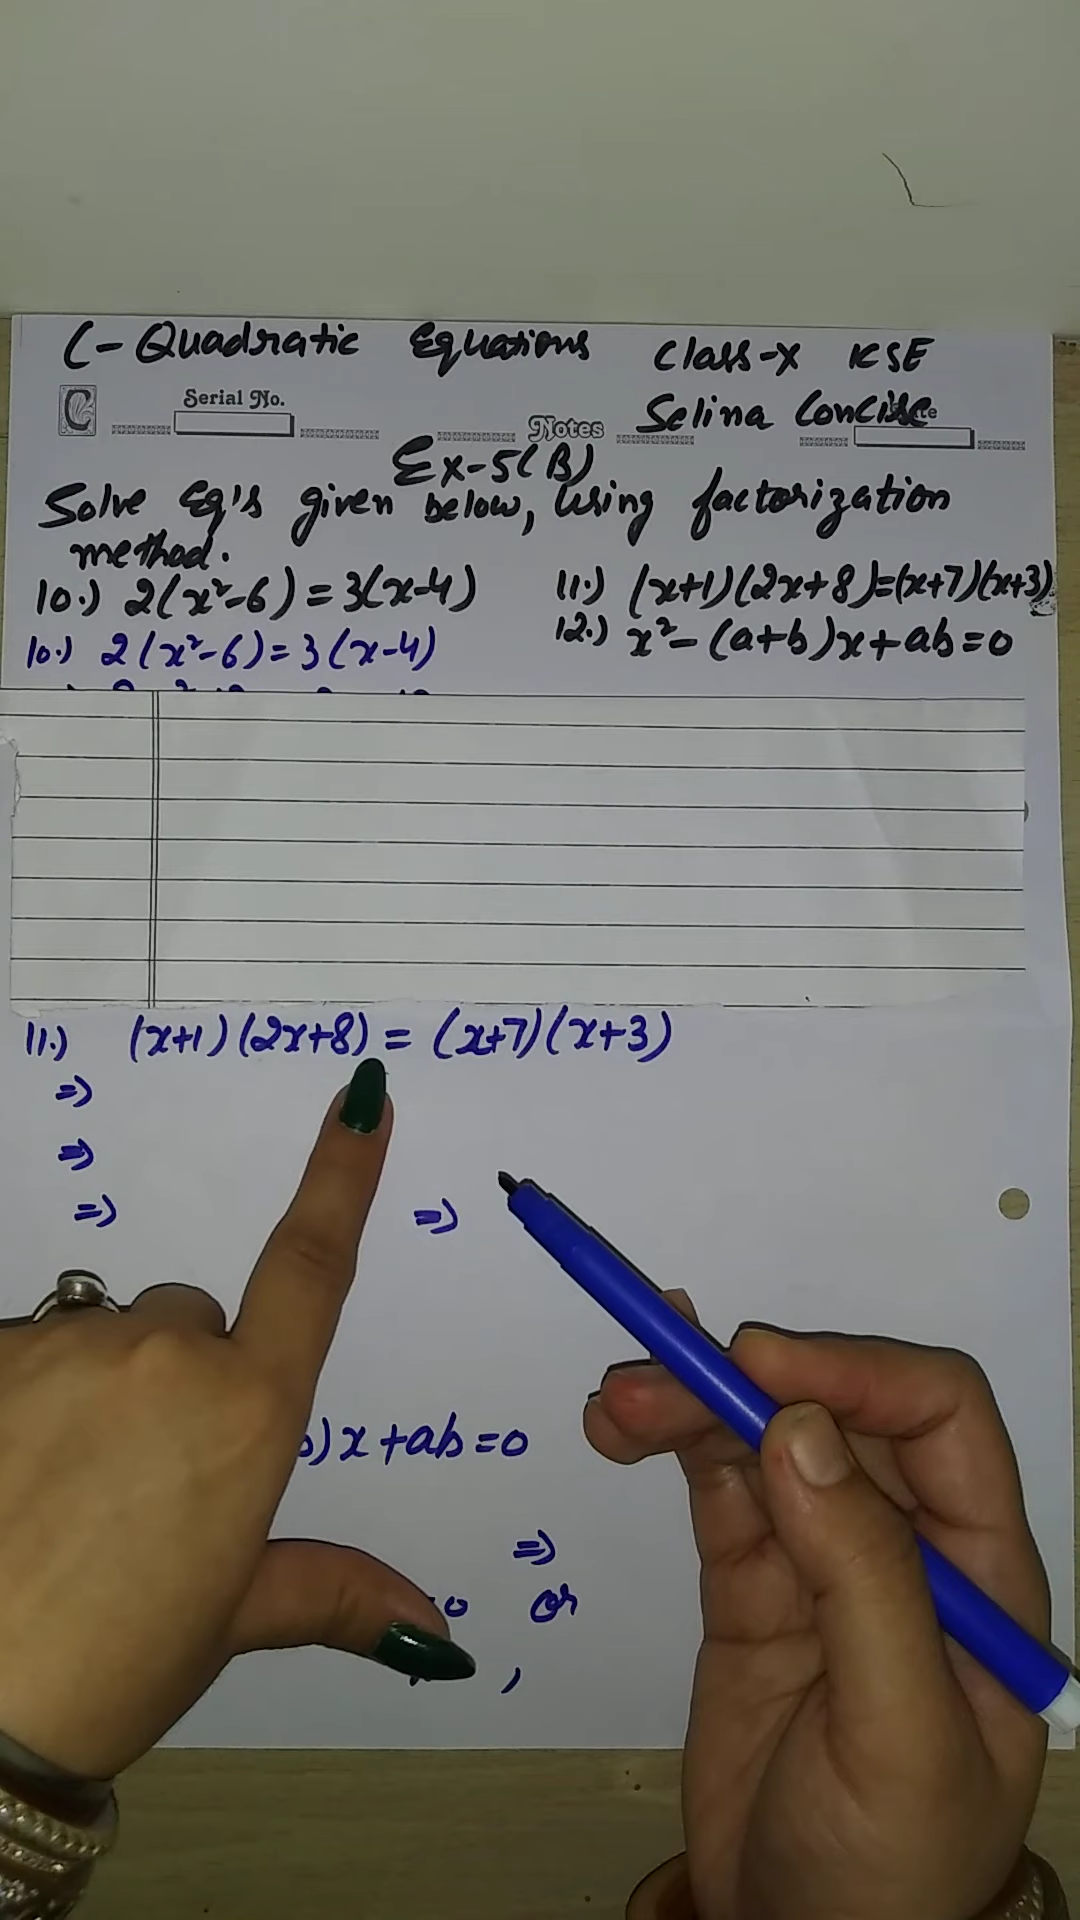 C- Quadratic Equations Class-X ICSE
Serial No.
Selina Concise
Notes
Ex-5(B)
Solve Eq's given below, using factorization
method.
10.) 2(x²-6)=3(x-4)
11.) (x+1)(2x+8)=(x+7)(x+3)
12.) x²-(a+b)x+ab=0
10.) 2(x²-6)=3(x-4)
11.) (x+1)(2x+8)=(x+7)(x+3)
=>
=>
=> =>
)x+ab=0
=>
0 or
,